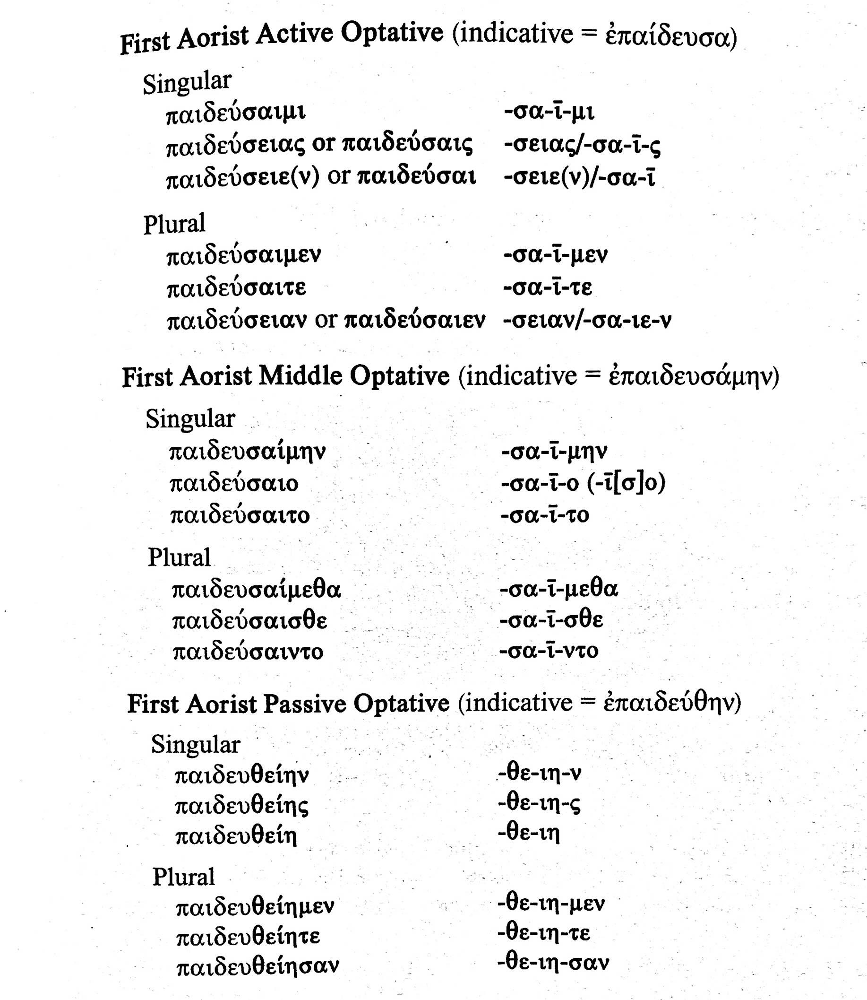 First Aorist Active Optative (indicative = ἐπαίδευσα)
Singular
παιδεύσαιμι -σα-ῑ-μι
παιδεύσειας or παιδεύσαις -σειας/-σα-ῑ-ς
παιδεύσειε(ν) or παιδεύσαι -σειε(ν)/-σα-ῑ
Plural
παιδεύσαιμεν -σα-ῑ-μεν
παιδεύσαιτε -σα-ῑ-τε
παιδεύσειαν or παιδεύσαιεν -σειαν/-σα-ιε-ν
First Aorist Middle Optative (indicative = ἐπαιδευσάμην)
Singular
παιδευσαίμην -σα-ῑ-μην
παιδεύσαιο -σα-ῑ-ο (-ῑ[σ]ο)
παιδεύσαιτο -σα-ῑ-το
Plural
παιδευσαίμεθα -σα-ῑ-μεθα
παιδεύσαισθε -σα-ῑ-σθε
παιδεύσαιντο -σα-ῑ-ντο
First Aorist Passive Optative (indicative = ἐπαιδεύθην)
Singular
παιδευθείην -θε-ιη-ν
παιδευθείης -θε-ιη-ς
παιδευθείη -θε-ιη
Plural
παιδευθείημεν -θε-ιη-μεν
παιδευθείητε -θε-ιη-τε
παιδευθείησαν -θε-ιη-σαν